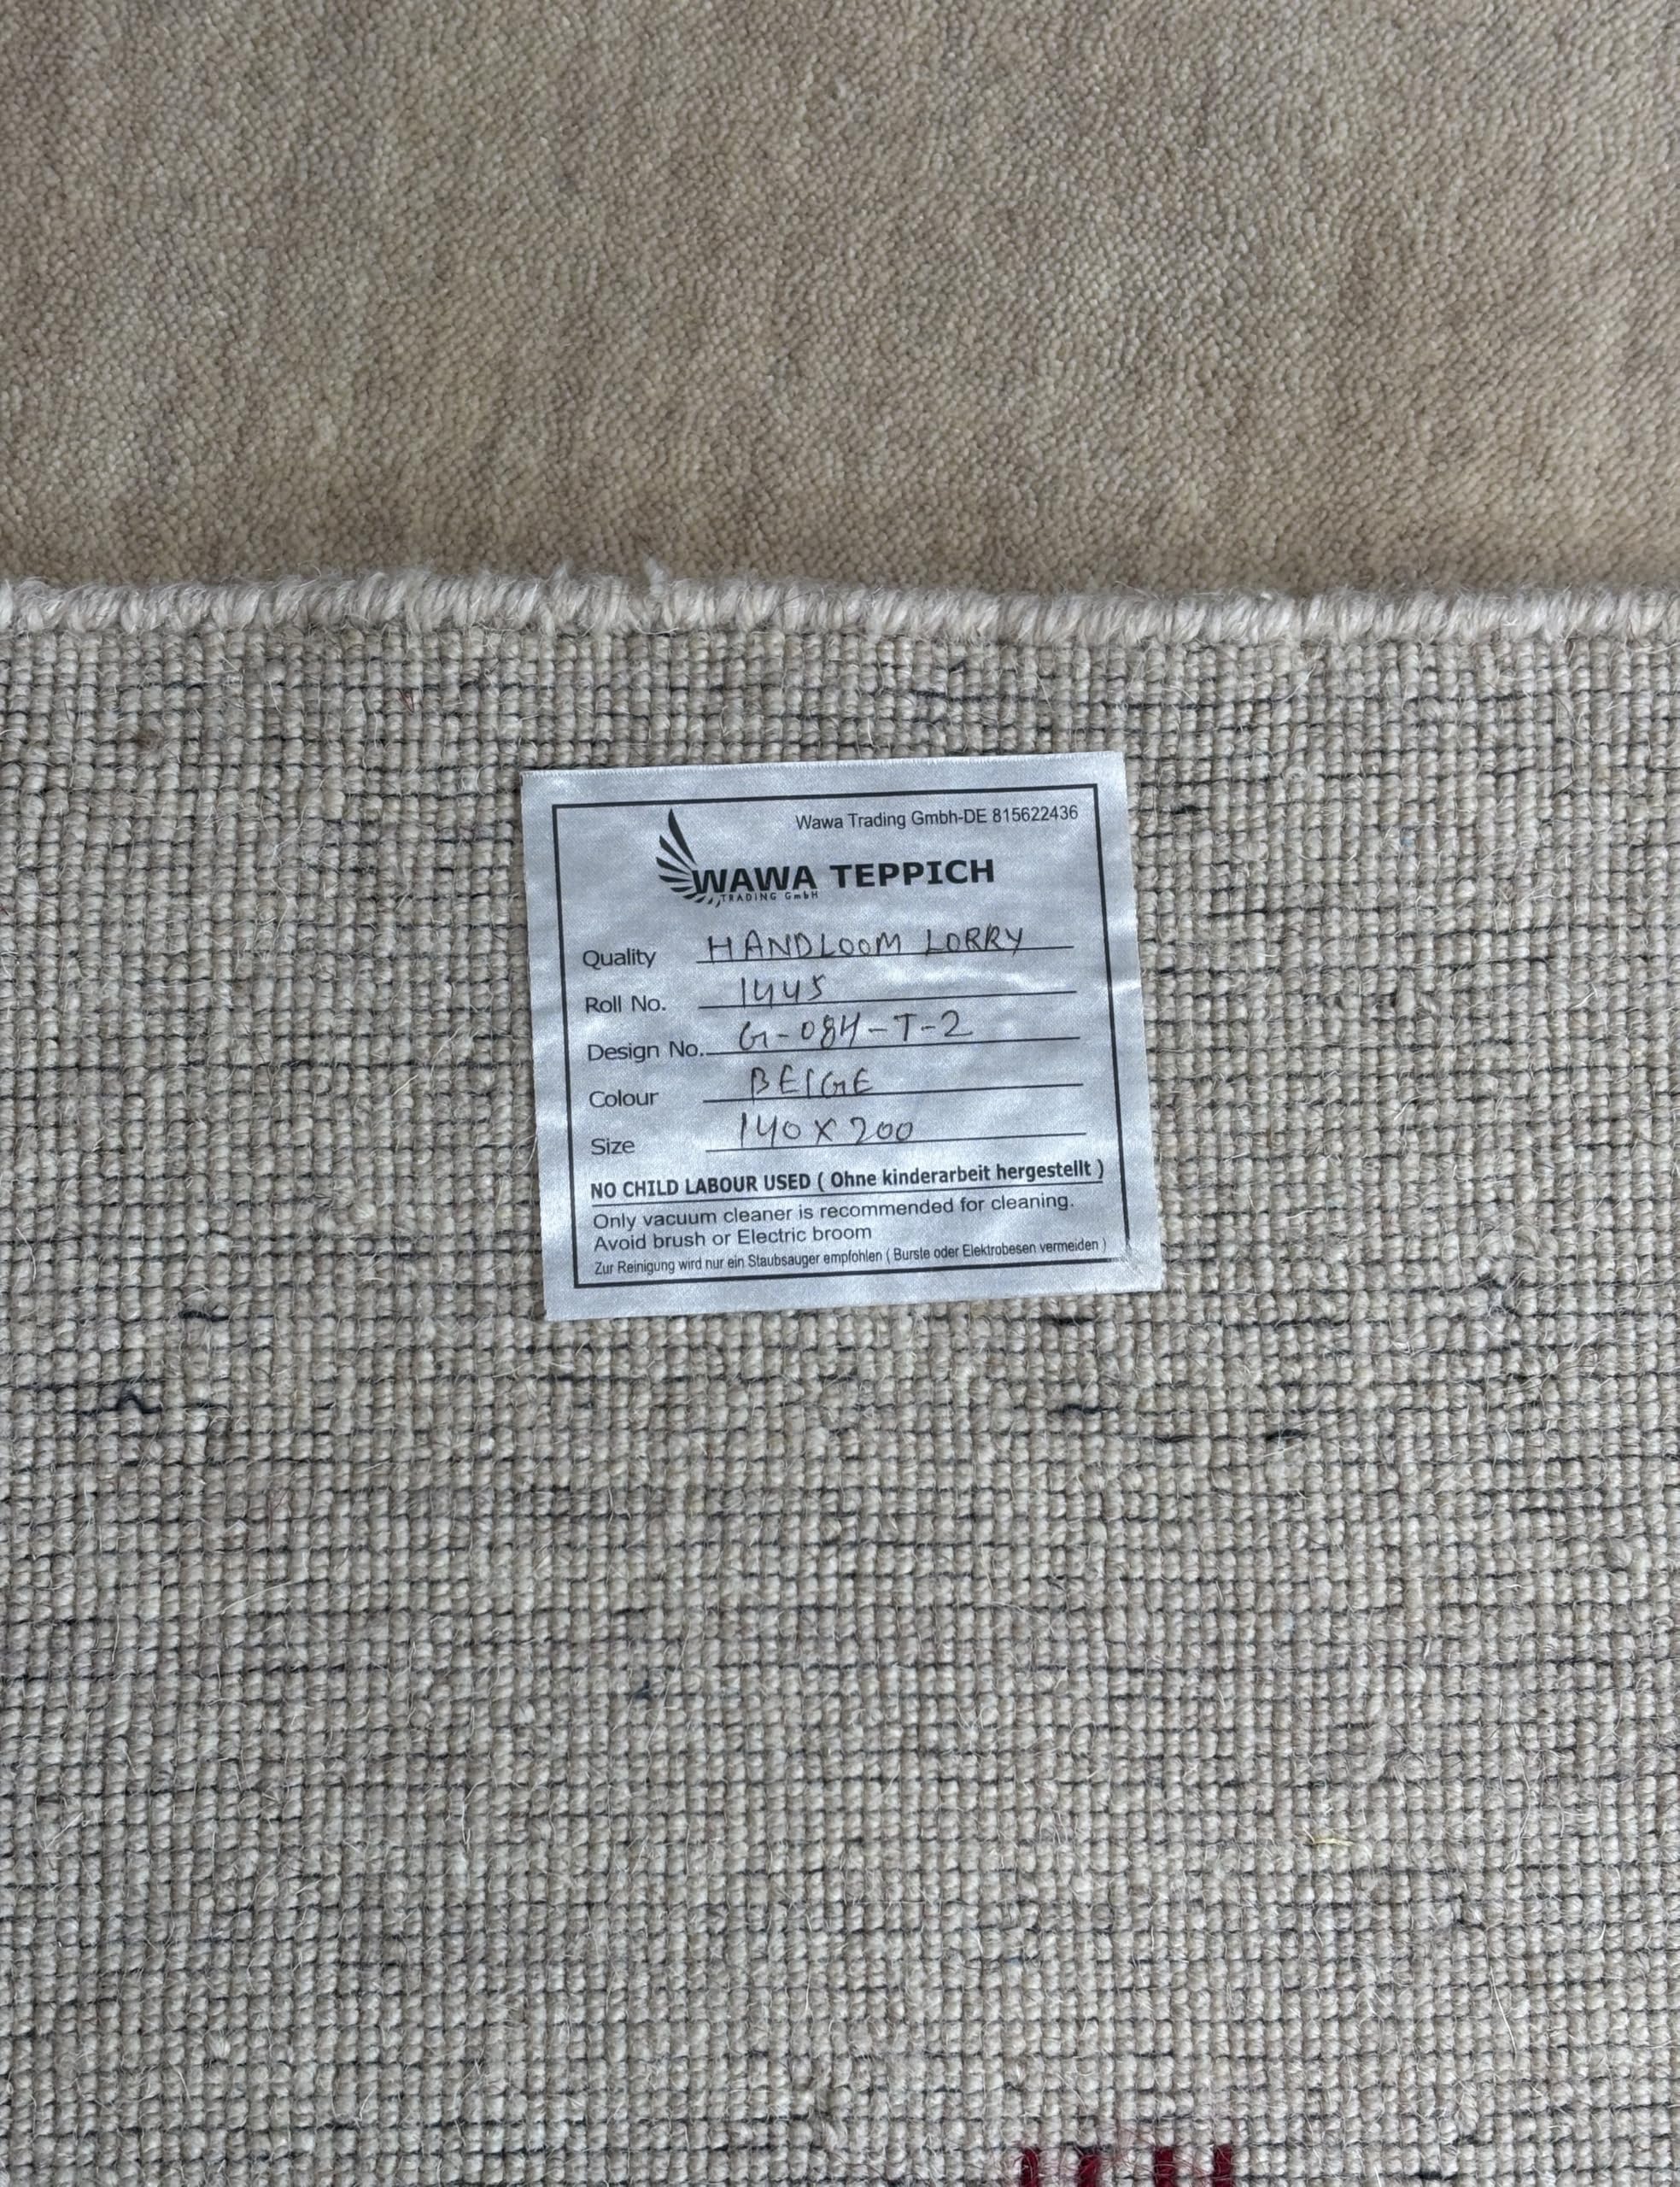 Wawa Trading Gmbh-DE 815622436
WAWA TEPPICH
TRADING GmbH
Quality HANDLOOM LORRY
Roll No. 1445
Design No. G-084-T-2
Colour BEIGE
Size 140 X 200
NO CHILD LABOUR USED ( Ohne kinderarbeit hergestellt )
Only vacuum cleaner is recommended for cleaning.
Avoid brush or Electric broom
Zur Reinigung wird nur ein Staubsauger empfohlen ( Burste oder Elektrobesen vermeiden )